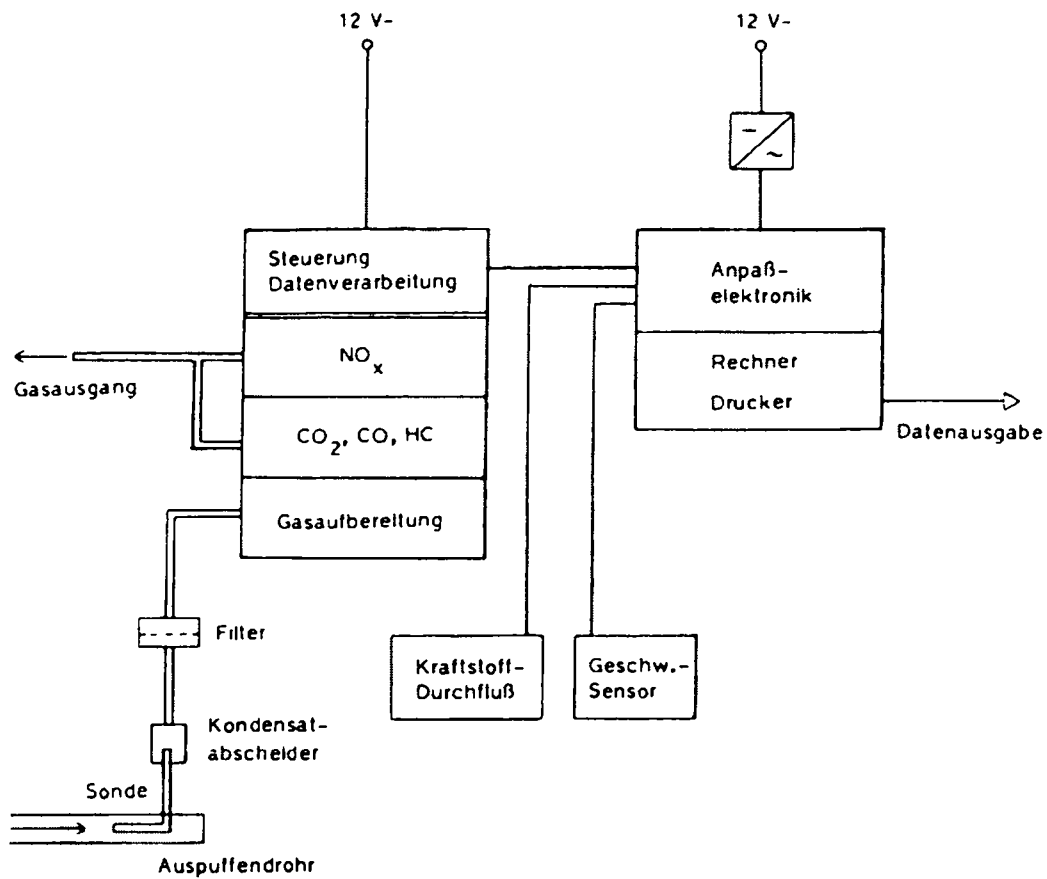 12 V-
12 V-
- ~
Steuerung
Datenverarbeitung
Anpaß-
elektronik
NOx
Gasausgang
Rechner
Drucker
CO2, CO, HC
Datenausgabe
Gasaufbereitung
Filter
Kraftstoff-
Durchfluß
Geschw.-
Sensor
Kondensat-
abscheider
Sonde
Auspuffendrohr